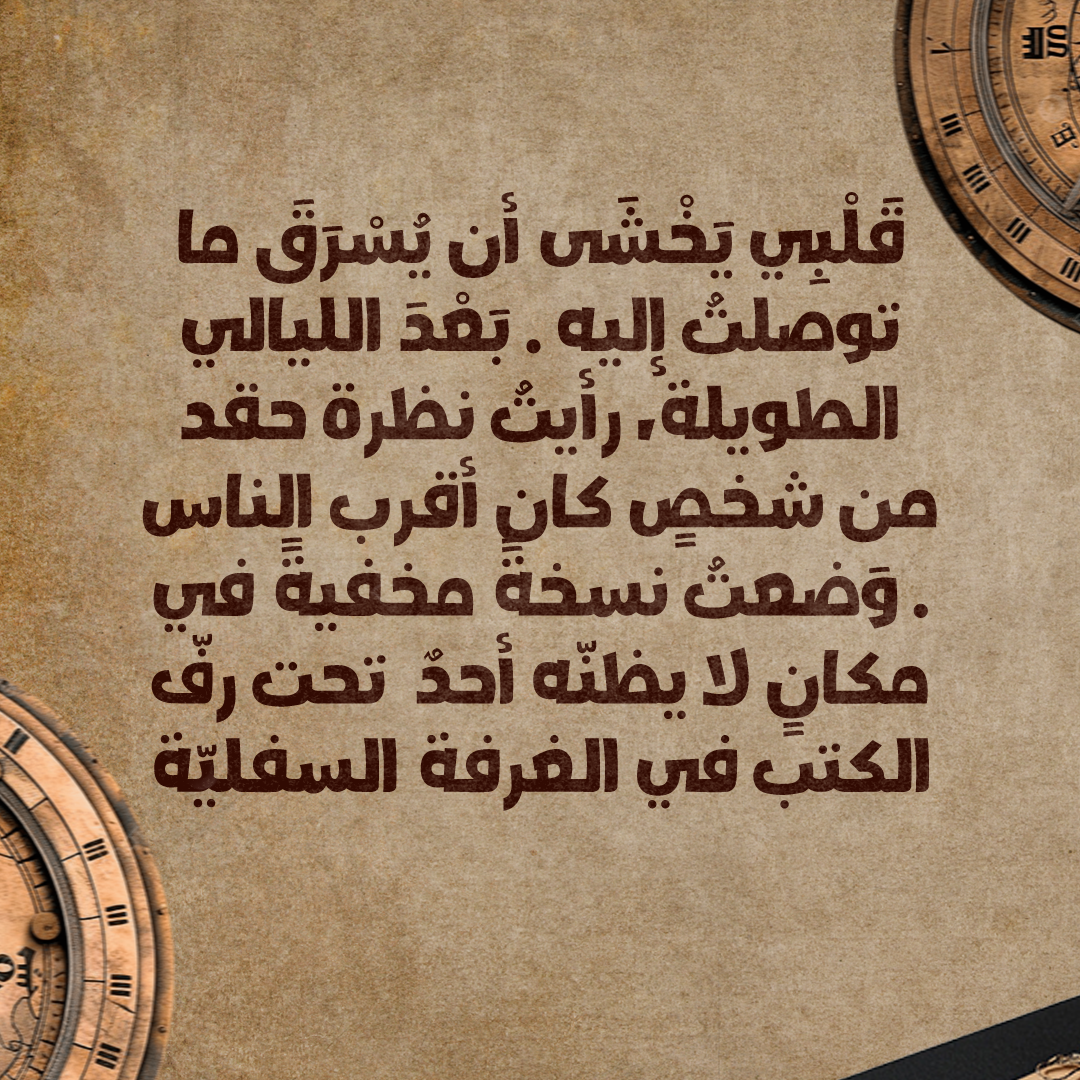 قَلْبِي يَخْشَى أن يُسْرَقَ ما
توصلتُ إليه . بَعْدَ الليالي
الطويلة، رأيتُ نظرة حقد
من شخصٍ كان أقرب الناس
. وَضعتُ نسخةً مخفيةً في
مكانٍ لا يظنّه أحدٌ تحت رفّ
الكتب في الغرفة السفليّة